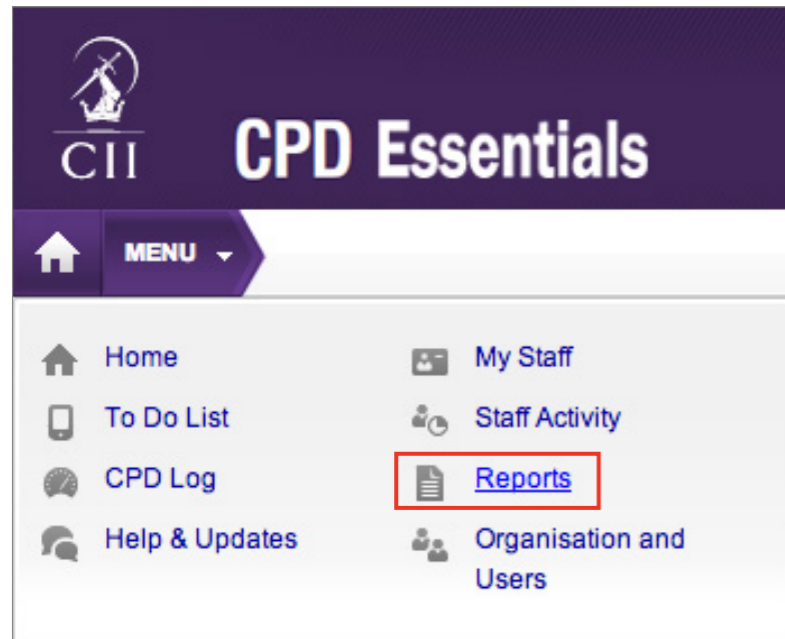 CII
CPD Essentials
MENU
Home
To Do List
CPD Log
Help & Updates
My Staff
Staff Activity
Reports
Organisation and
Users